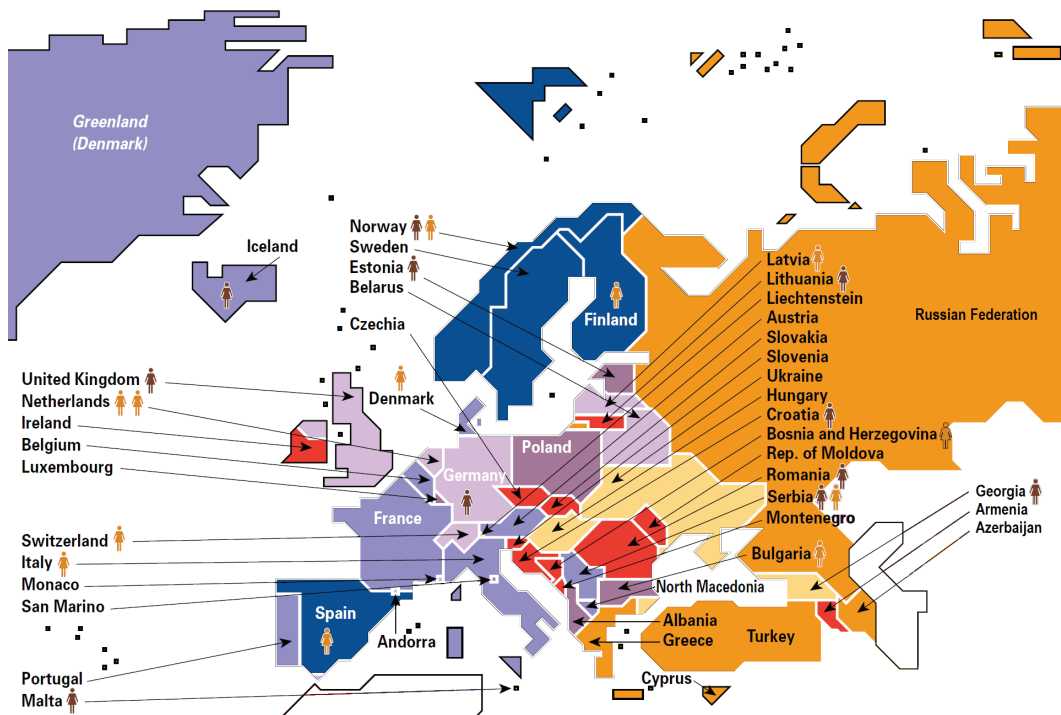 Greenland
(Denmark)
Iceland
Norway
Sweden
Estonia
Belarus
Czechia
Finland
Latvia
Lithuania
Liechtenstein
Austria
Slovakia
Slovenia
Ukraine
Hungary
Croatia
Bosnia and Herzegovina
Rep. of Moldova
Romania
Serbia
Montenegro
Bulgaria
North Macedonia
Albania
Greece
Russian Federation
Georgia
Armenia
Azerbaijan
United Kingdom
Netherlands
Ireland
Belgium
Luxembourg
Denmark
Poland
Germany
France
Switzerland
Italy
Monaco
San Marino
Spain
Andorra
Portugal
Malta
Turkey
Cyprus